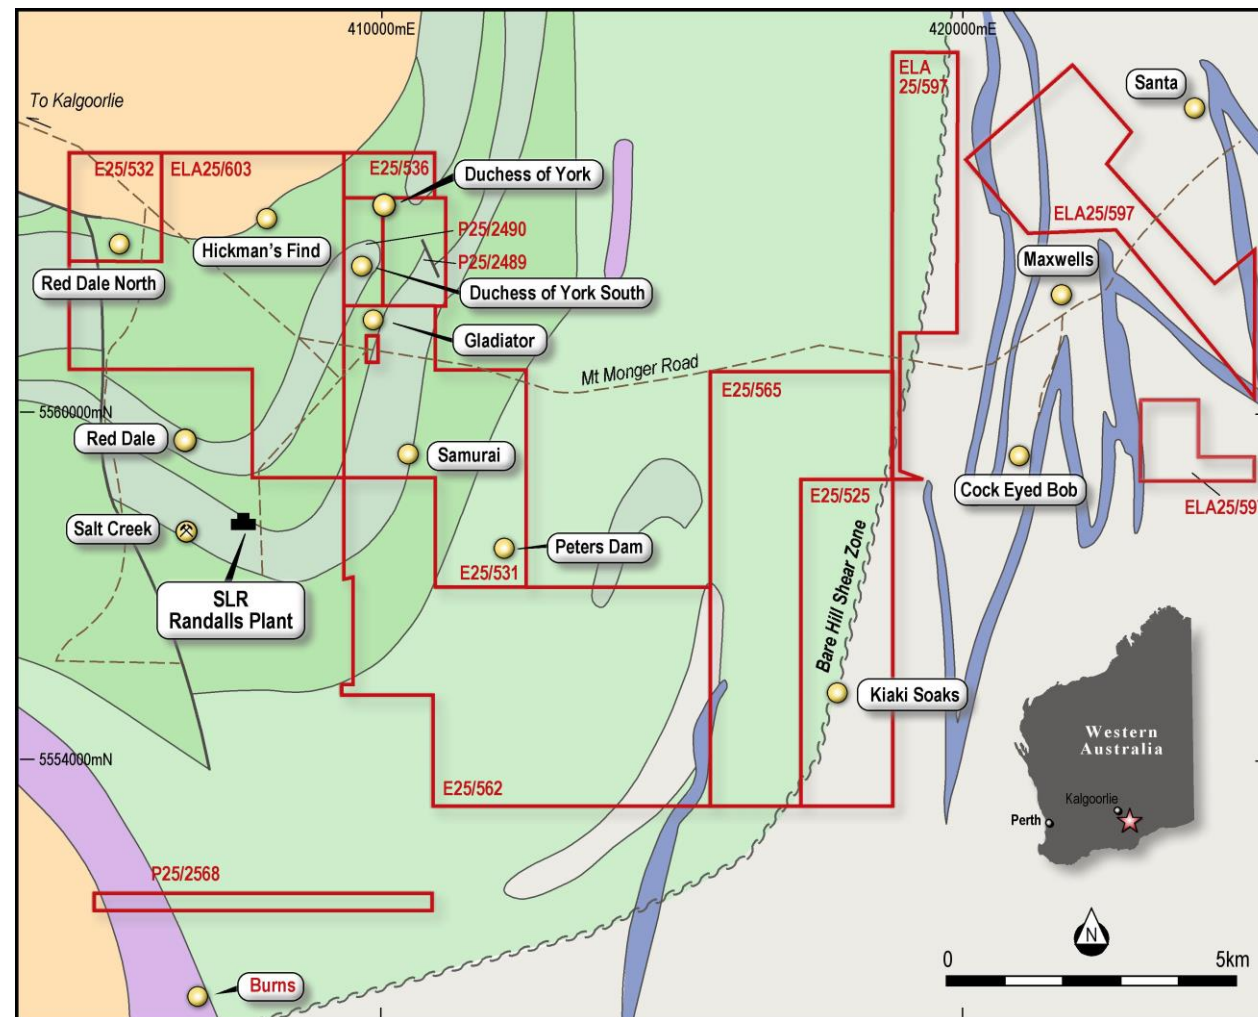 410000mE
420000mE
To Kalgoorlie
ELA
25/597
Santa
E25/532
ELA25/603
E25/536
Duchess of York
P25/2490
ELA25/597
Hickman's Find
P25/2489
Maxwells
Red Dale North
Duchess of York South
Gladiator
Mt Monger Road
E25/565
5560000mN
Red Dale
Samurai
Cock Eyed Bob
E25/525
ELA25/59
Salt Creek
Peters Dam
E25/531
SLR
Randalls Plant
Bare Hill Shear Zone
Kiaki Soaks
Western
Australia
5554000mN
E25/562
Kalgoorlie
Perth
P25/2568
N
0
5km
Burns